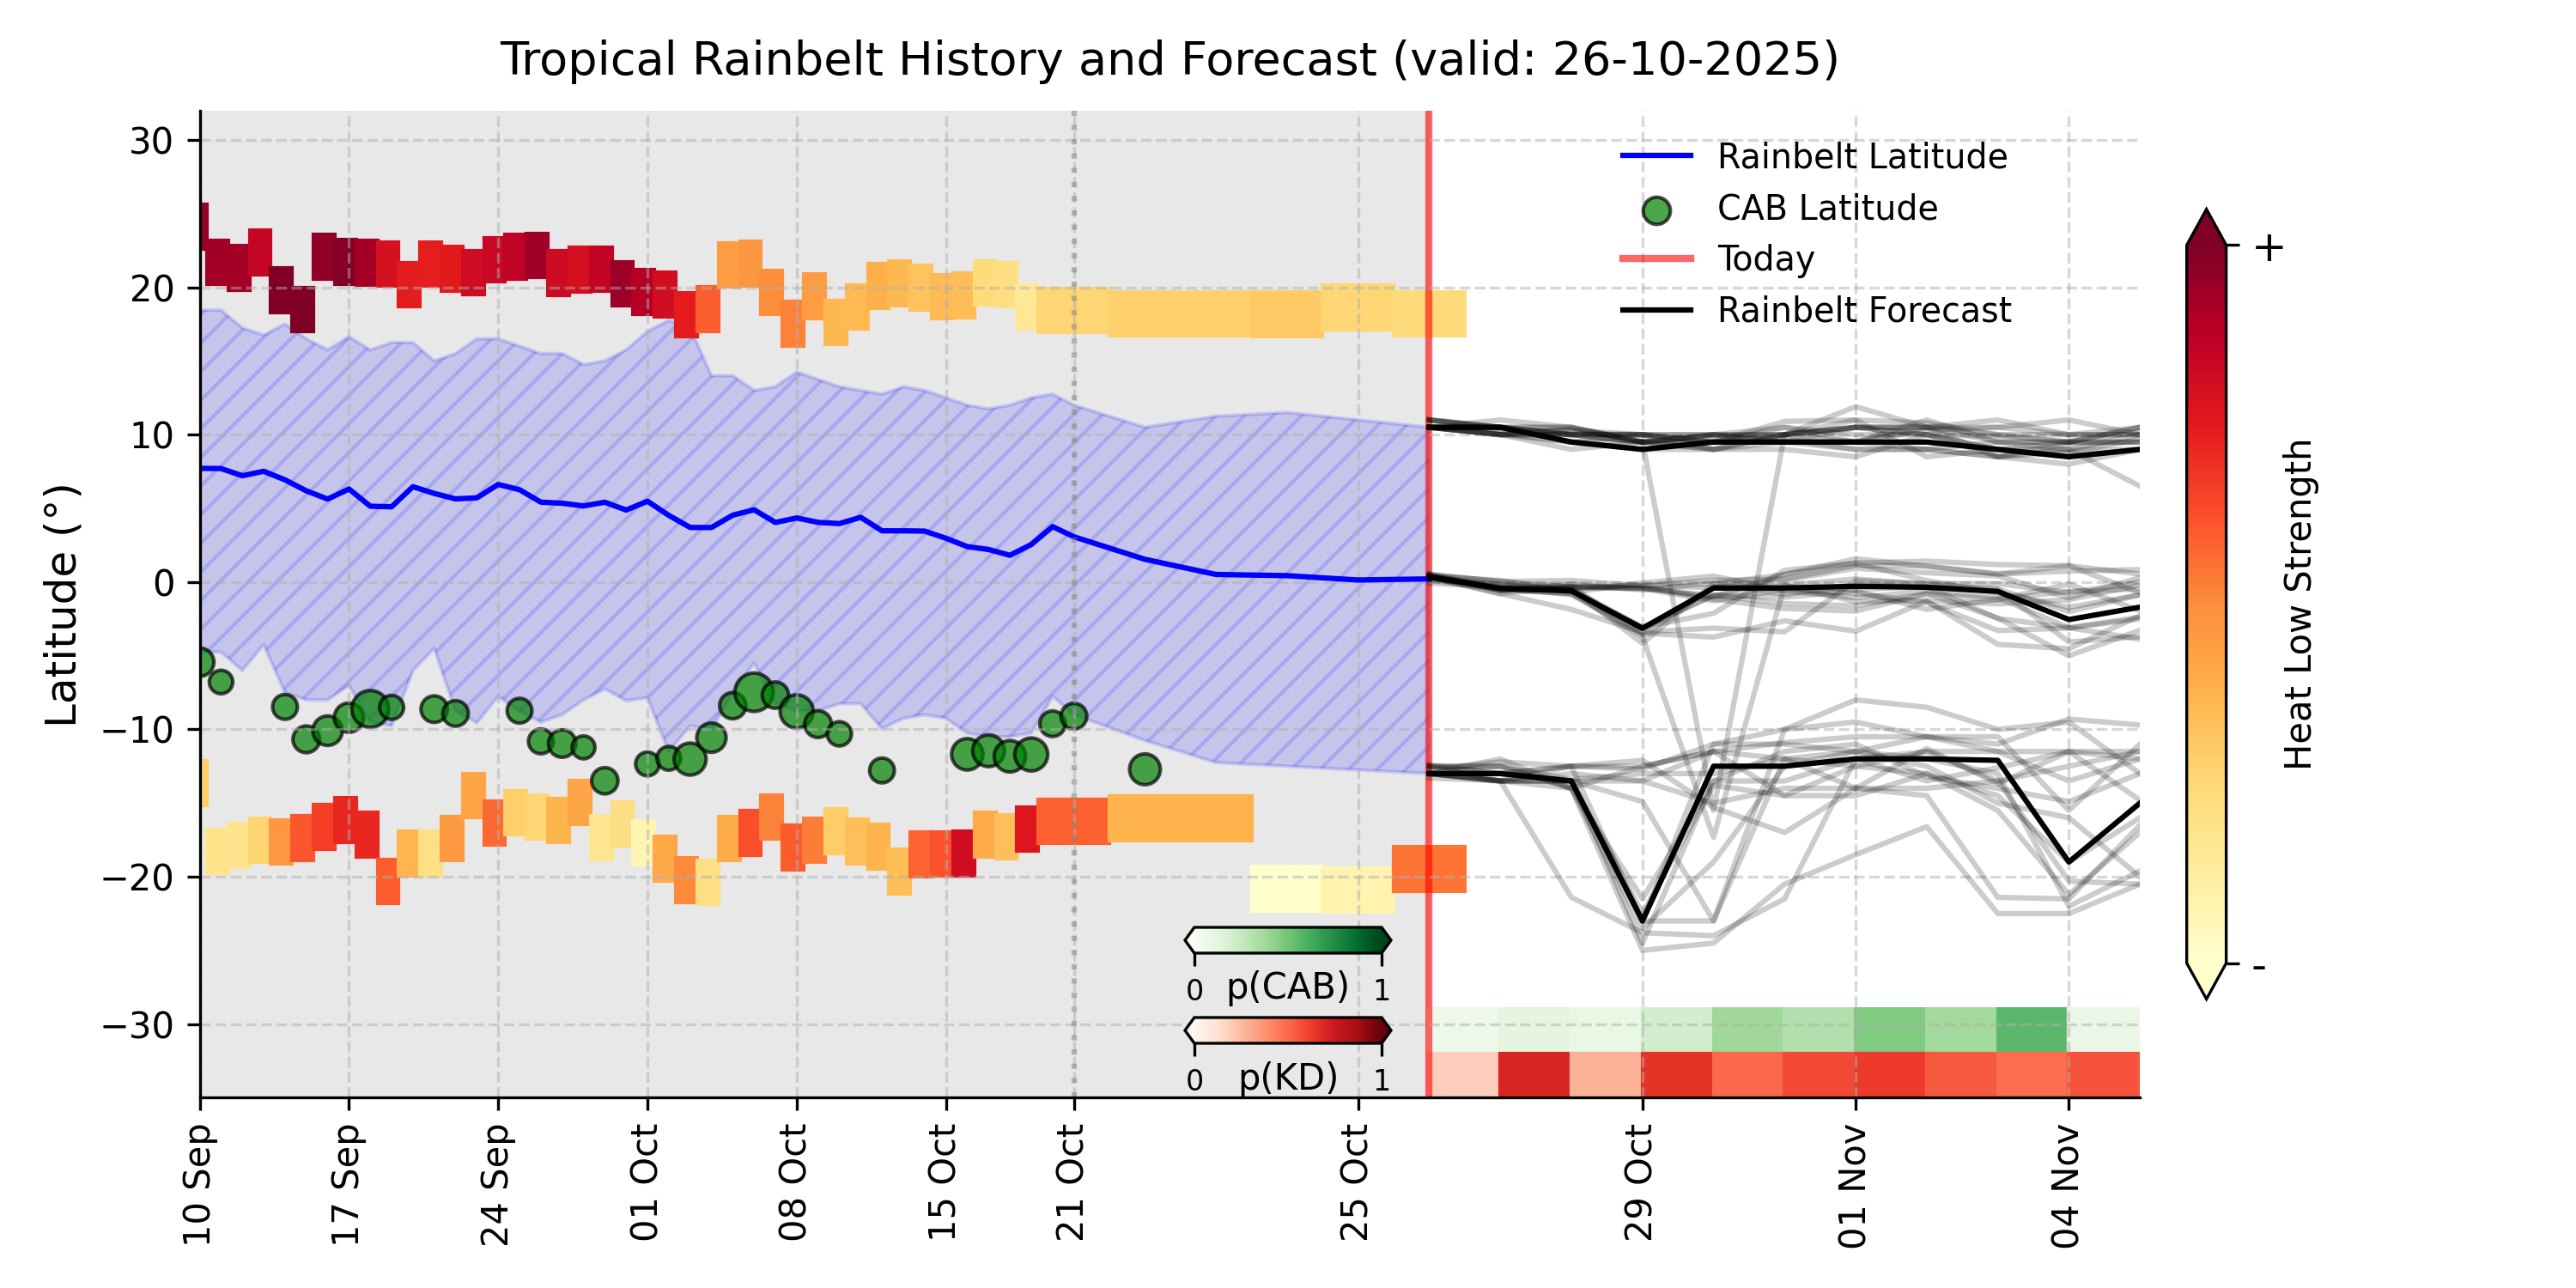 Tropical Rainbelt History and Forecast (valid: 26-10-2025)
Latitude (°)
30
20
10
0
−10
−20
−30
Rainbelt Latitude
CAB Latitude
Today
Rainbelt Forecast
0 p(CAB) 1
0 p(KD) 1
10 Sep
17 Sep
24 Sep
01 Oct
08 Oct
15 Oct
21 Oct
25 Oct
29 Oct
01 Nov
04 Nov
+
-
Heat Low Strength